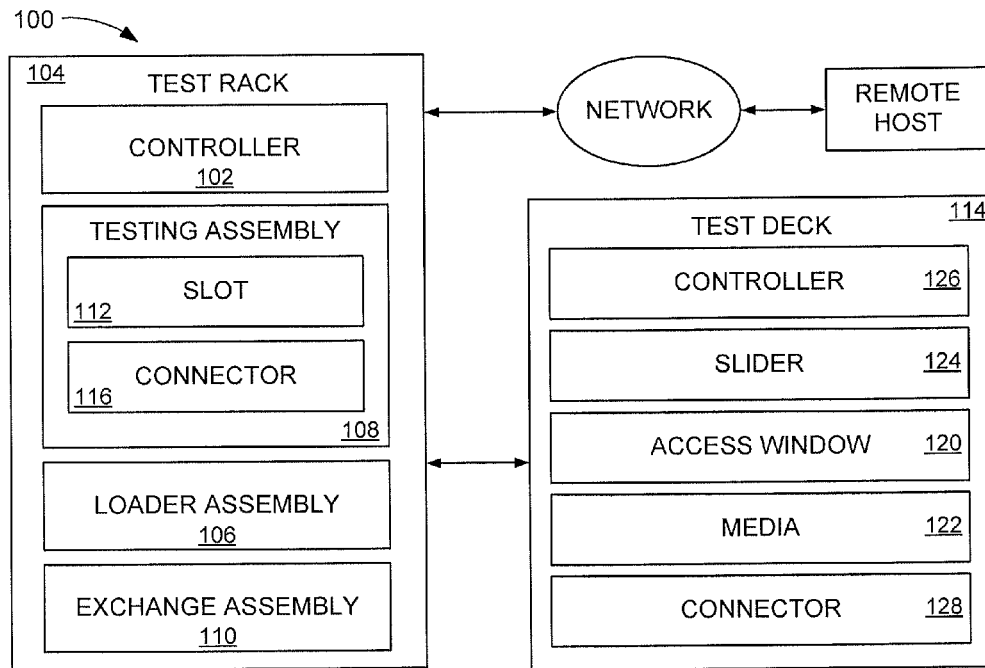 100
104
TEST RACK
CONTROLLER
102
TESTING ASSEMBLY
SLOT
112
CONNECTOR
116
108
LOADER ASSEMBLY
106
EXCHANGE ASSEMBLY
110
NETWORK
REMOTE
HOST
114
TEST DECK
CONTROLLER 126
SLIDER 124
ACCESS WINDOW 120
MEDIA 122
CONNECTOR 128